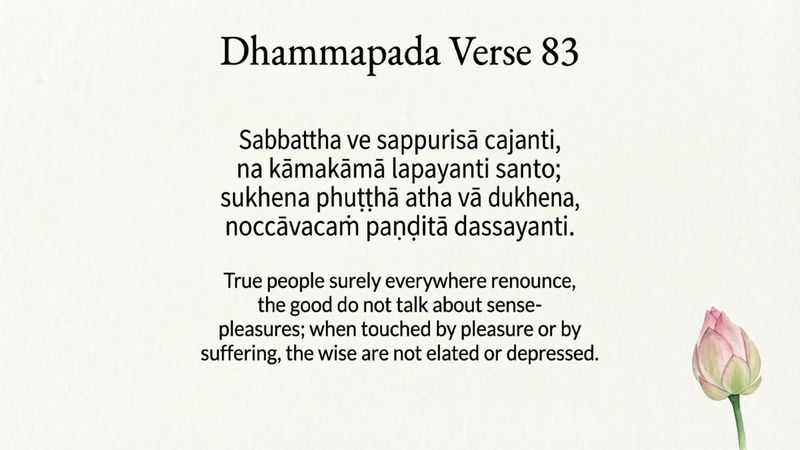 Dhammapada Verse 83
Sabbattha ve sappurisā cajanti,
na kāmakāmā lapayanti santo;
sukhena phuṭṭhā atha vā dukhena,
noccāvacaṁ paṇḍitā dassayanti.
True people surely everywhere renounce,
the good do not talk about sense-
pleasures; when touched by pleasure or by
suffering, the wise are not elated or depressed.